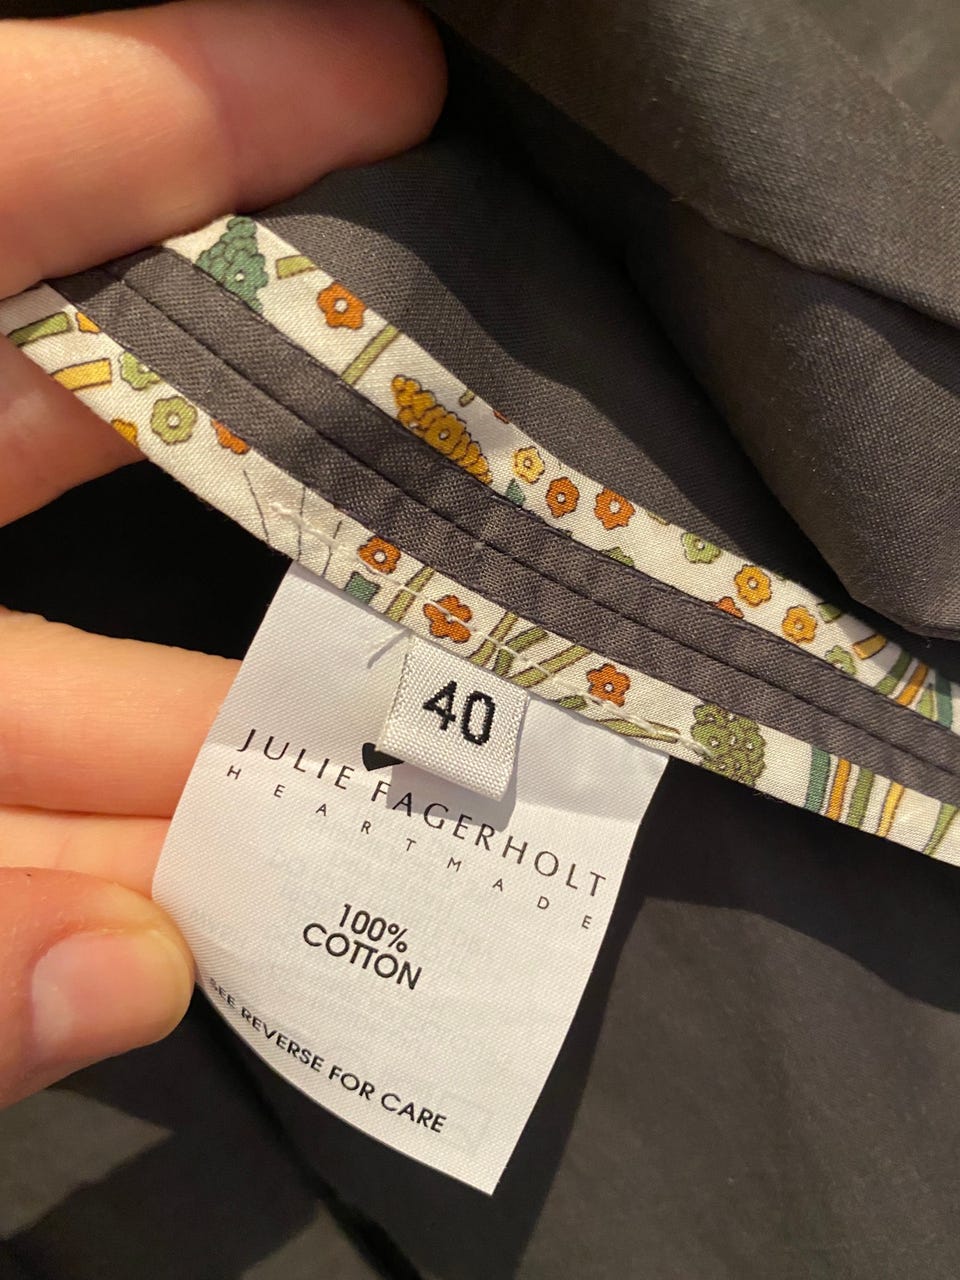 40
JULIE FAGERHOLT
HEARTMADE
100%
COTTON
SEE REVERSE FOR CARE